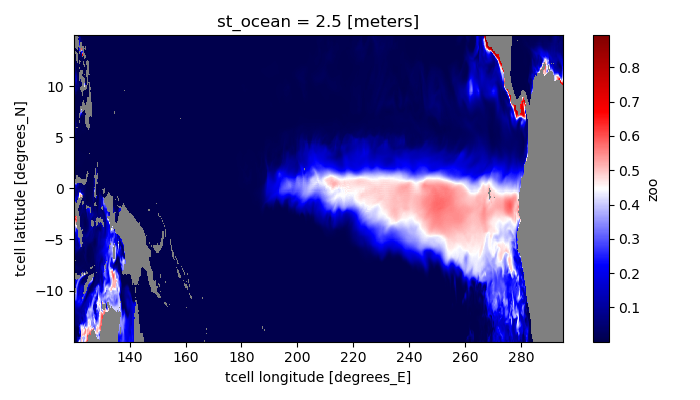 st_ocean = 2.5 [meters]
10
5
0
−5
−10
tcell latitude [degrees_N]
140 160 180 200 220 240 260 280
tcell longitude [degrees_E]
0.8
0.7
0.6
0.5
0.4
0.3
0.2
0.1
zoo